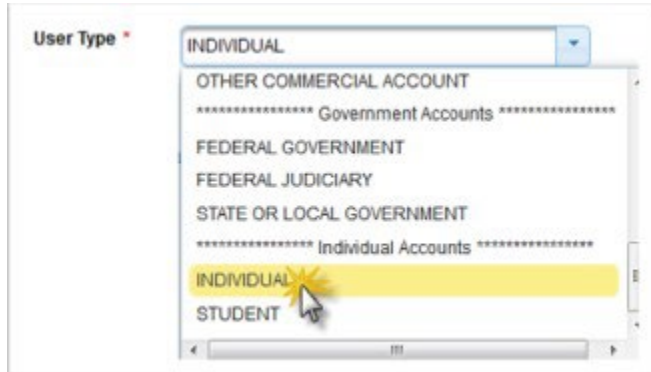 User Type *
INDIVIDUAL
OTHER COMMERCIAL ACCOUNT
**************** Government Accounts ****************
FEDERAL GOVERNMENT
FEDERAL JUDICIARY
STATE OR LOCAL GOVERNMENT
**************** Individual Accounts ****************
INDIVIDUAL
STUDENT